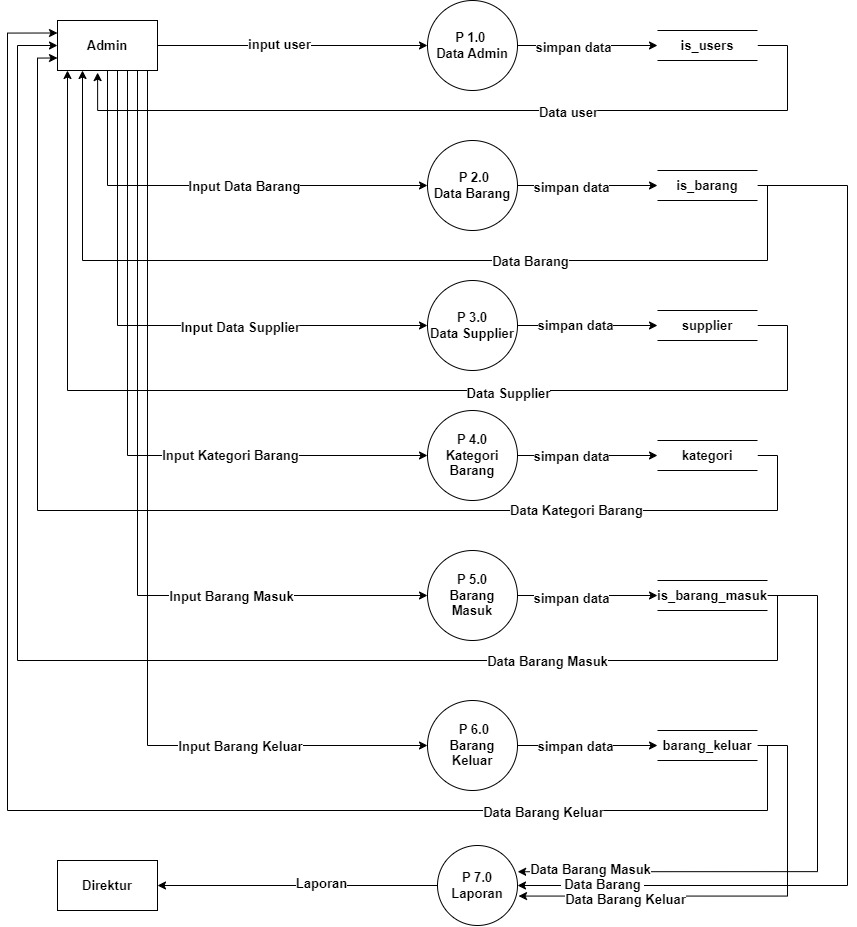 Admin
input user
P 1.0
Data Admin
simpan data
is_users
Data user
Input Data Barang
P 2.0
Data Barang
simpan data
is_barang
Data Barang
Input Data Supplier
P 3.0
Data Supplier
simpan data
supplier
Data Supplier
Input Kategori Barang
P 4.0
Kategori
Barang
simpan data
kategori
Data Kategori Barang
Input Barang Masuk
P 5.0
Barang
Masuk
simpan data
is_barang_masuk
Data Barang Masuk
Input Barang Keluar
P 6.0
Barang
Keluar
simpan data
barang_keluar
Data Barang Keluar
Direktur
Laporan
P 7.0
Laporan
Data Barang Masuk
Data Barang
Data Barang Keluar